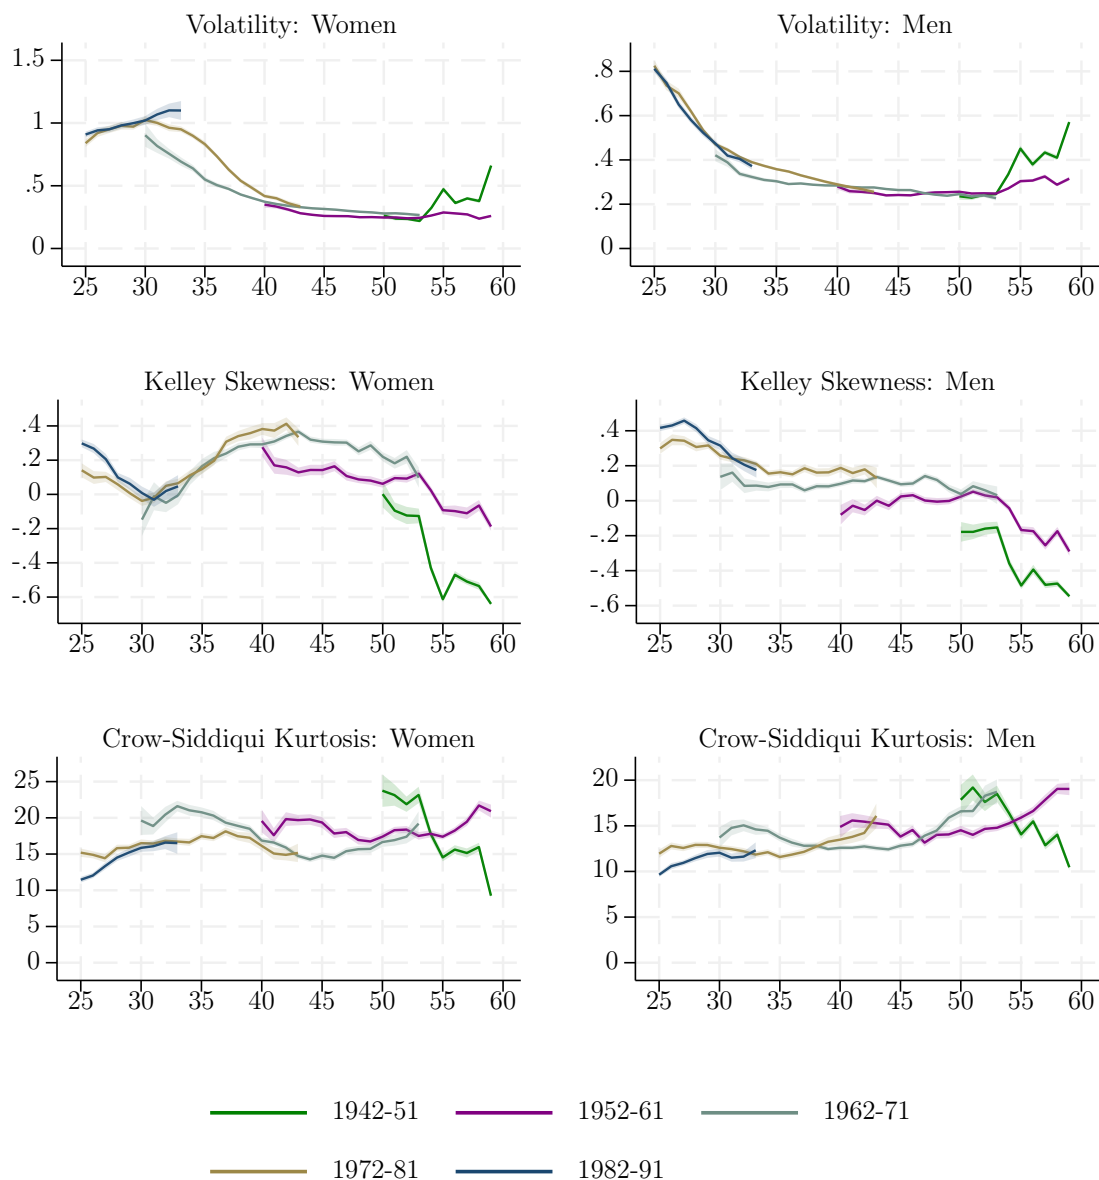 Volatility: Women
1.5
1
.5
0
25 30 35 40 45 50 55 60
Volatility: Men
.8
.6
.4
.2
0
25 30 35 40 45 50 55 60
Kelley Skewness: Women
.4
.2
0
-.2
-.4
-.6
25 30 35 40 45 50 55 60
Kelley Skewness: Men
.4
.2
0
-.2
-.4
-.6
25 30 35 40 45 50 55 60
Crow-Siddiqui Kurtosis: Women
25
20
15
10
5
0
25 30 35 40 45 50 55 60
Crow-Siddiqui Kurtosis: Men
20
15
10
5
0
25 30 35 40 45 50 55 60
1942-51 1952-61 1962-71
1972-81 1982-91